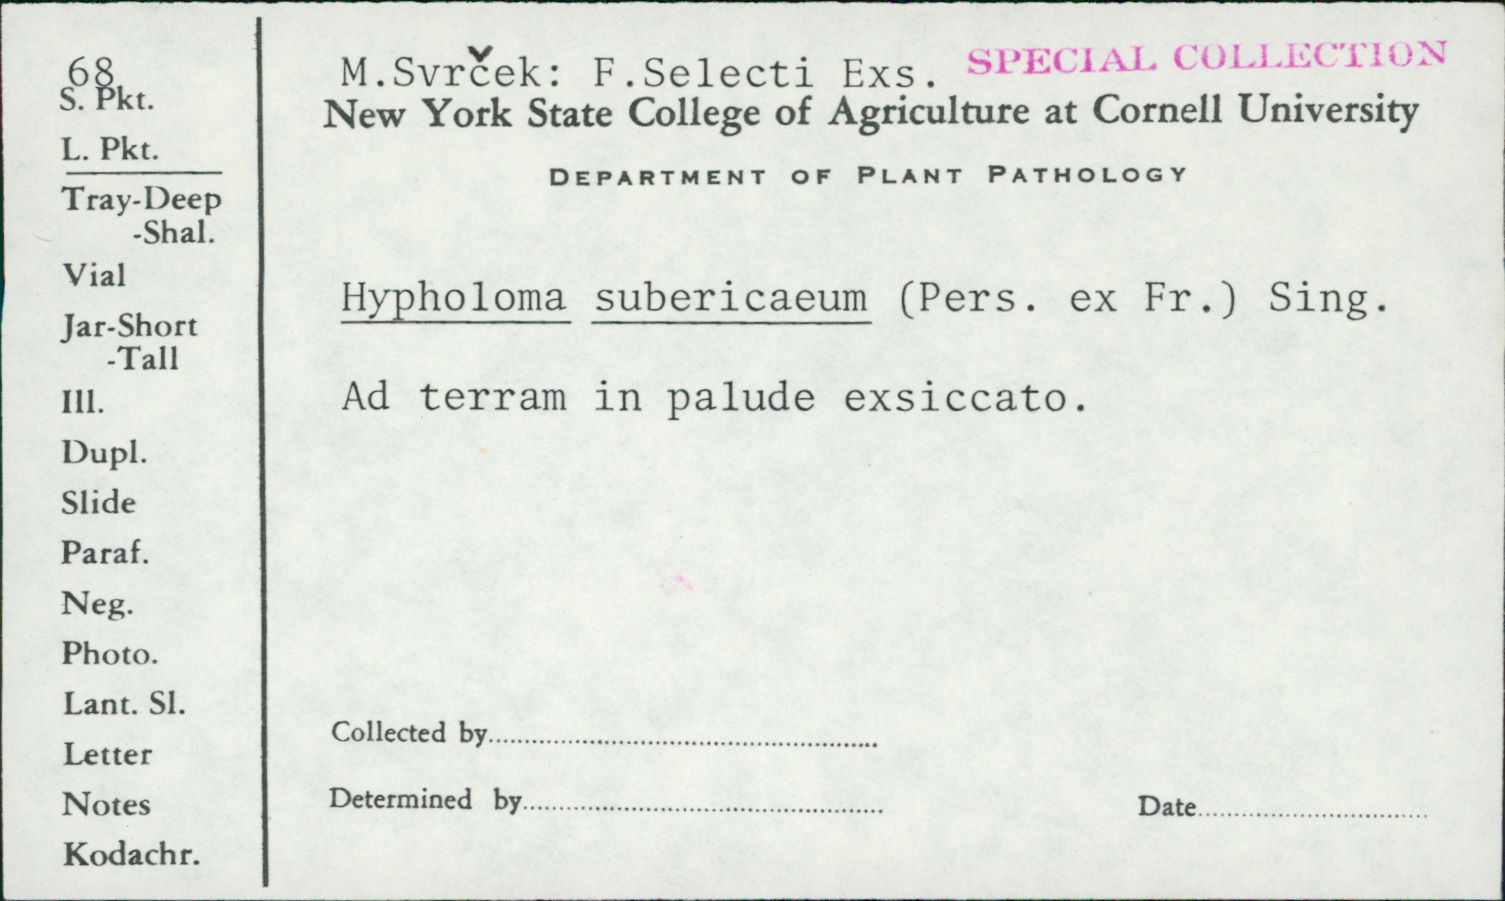 68
S. Pkt.
L. Pkt.
Tray-Deep
-Shal.
Vial
Jar-Short
-Tall
Ill.
Dupl.
Slide
Paraf.
Neg.
Photo.
Lant. Sl.
Letter
Notes
Kodachr.
M.Svrček: F.Selecti Exs. SPECIAL COLLECTION
New York State College of Agriculture at Cornell University
DEPARTMENT OF PLANT PATHOLOGY
Hypholoma subericaeum (Pers. ex Fr.) Sing.
Ad terram in palude exsiccato.
Collected by
Determined by
Date